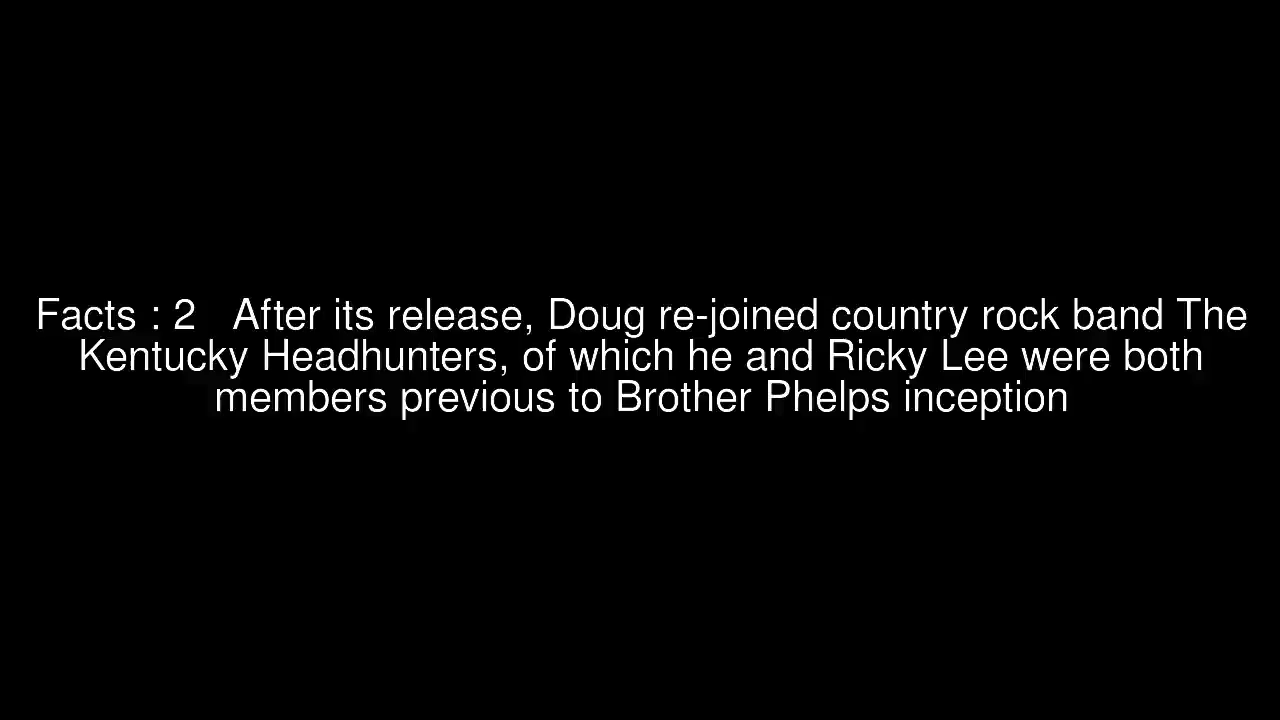 Facts : 2   After its release, Doug re-joined country rock band The
Kentucky Headhunters, of which he and Ricky Lee were both
members previous to Brother Phelps inception